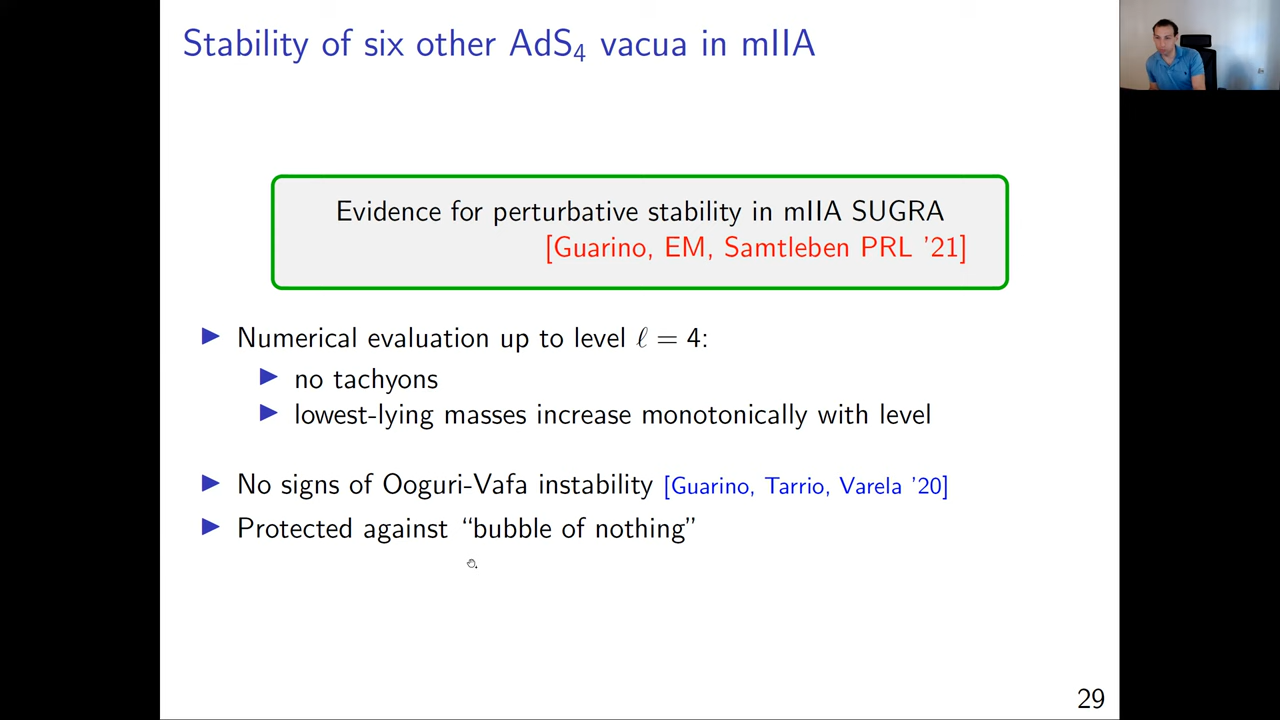 Stability of six other AdS₄ vacua in mIIA
Evidence for perturbative stability in mIIA SUGRA
[Guarino, EM, Samtleben PRL '21]
▶ Numerical evaluation up to level ℓ = 4:
▶ no tachyons
▶ lowest-lying masses increase monotonically with level
▶ No signs of Ooguri-Vafa instability [Guarino, Tarrio, Varela '20]
▶ Protected against “bubble of nothing”
29